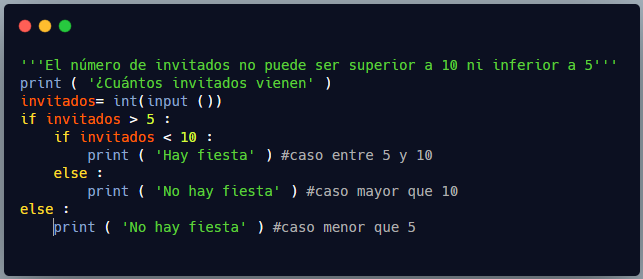 '''El número de invitados no puede ser superior a 10 ni inferior a 5'''
print ( '¿Cuántos invitados vienen' )
invitados= int(input ())
if invitados > 5 :
    if invitados < 10 :
        print ( 'Hay fiesta' ) #caso entre 5 y 10
    else :
        print ( 'No hay fiesta' ) #caso mayor que 10
else :
    print ( 'No hay fiesta' ) #caso menor que 5